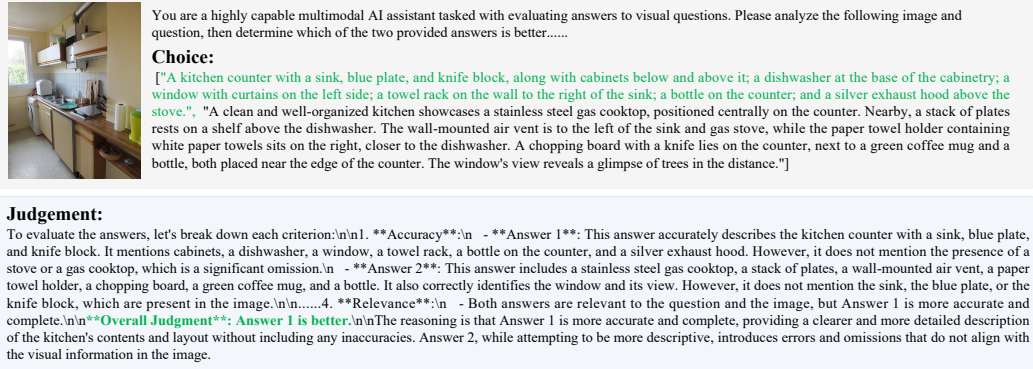 You are a highly capable multimodal AI assistant tasked with evaluating answers to visual questions. Please analyze the following image and
question, then determine which of the two provided answers is better......
Choice:
["A kitchen counter with a sink, blue plate, and knife block, along with cabinets below and above it; a dishwasher at the base of the cabinetry; a
window with curtains on the left side; a towel rack on the wall to the right of the sink; a bottle on the counter; and a silver exhaust hood above the
stove.", "A clean and well-organized kitchen showcases a stainless steel gas cooktop, positioned centrally on the counter. Nearby, a stack of plates
rests on a shelf above the dishwasher. The wall-mounted air vent is to the left of the sink and gas stove, while the paper towel holder containing
white paper towels sits on the right, closer to the dishwasher. A chopping board with a knife lies on the counter, next to a green coffee mug and a
bottle, both placed near the edge of the counter. The window's view reveals a glimpse of trees in the distance."]
Judgement:
To evaluate the answers, let's break down each criterion:\n\n1. **Accuracy**:\n - **Answer 1**: This answer accurately describes the kitchen counter with a sink, blue plate,
and knife block. It mentions cabinets, a dishwasher, a window, a towel rack, a bottle on the counter, and a silver exhaust hood. However, it does not mention the presence of a
stove or a gas cooktop, which is a significant omission.\n - **Answer 2**: This answer includes a stainless steel gas cooktop, a stack of plates, a wall-mounted air vent, a paper
towel holder, a chopping board, a green coffee mug, and a bottle. It also correctly identifies the window and its view. However, it does not mention the sink, the blue plate, or the
knife block, which are present in the image.\n\n......4. **Relevance**:\n - Both answers are relevant to the question and the image, but Answer 1 is more accurate and
complete.\n\n**Overall Judgment**: Answer 1 is better.\n\nThe reasoning is that Answer 1 is more accurate and complete, providing a clearer and more detailed description
of the kitchen's contents and layout without including any inaccuracies. Answer 2, while attempting to be more descriptive, introduces errors and omissions that do not align with
the visual information in the image.